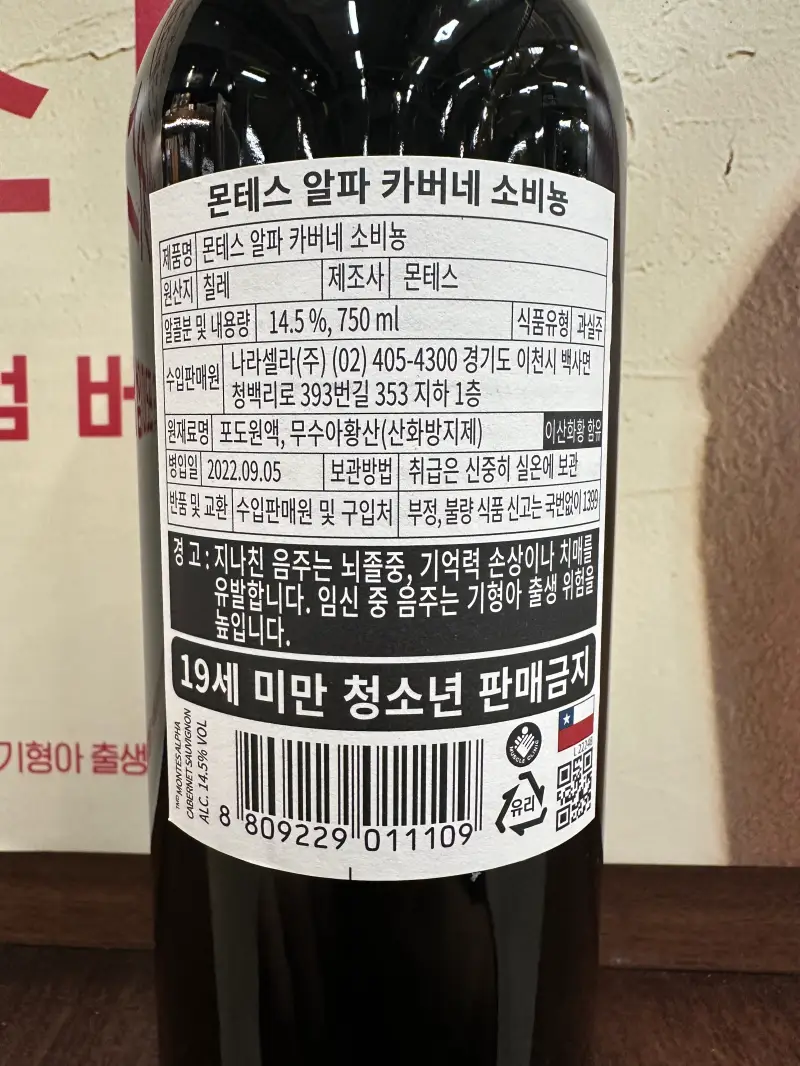 몬테스 알파 카버네 소비뇽
제품명 몬테스 알파 카버네 소비뇽
원산지 칠레 제조사 몬테스
알콜분 및 내용량 14.5 %, 750 ml 식품유형 과실주
수입판매원 나라셀라(주) (02) 405-4300 경기도 이천시 백사면
청백리로 393번길 353 지하 1층
원재료명 포도원액, 무수아황산(산화방지제) 이산화황 함유
병입일 2022.09.05 보관방법 취급은 신중히 실온에 보관
반품 및 교환 수입판매원 및 구입처 부정, 불량 식품 신고는 국번없이 1399
경 고 : 지나친 음주는 뇌졸중, 기억력 손상이나 치매를
유발합니다. 임신 중 음주는 기형아 출생 위험을
높입니다.
19세 미만 청소년 판매금지
MONTES ALPHA
CABERNET SAUVIGNON
ALC. 14.5% VOL
8 809229 011109
MUSCLE CLINIC
유리
기형아 출생